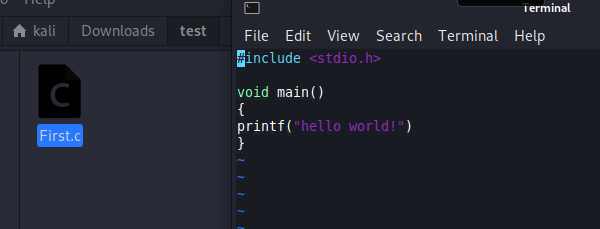 Help
kali
Downloads
test
C
First.c
Terminal
File Edit View Search Terminal Help
#include <stdio.h>
void main()
{
printf("hello world!")
}
~
~
~
~